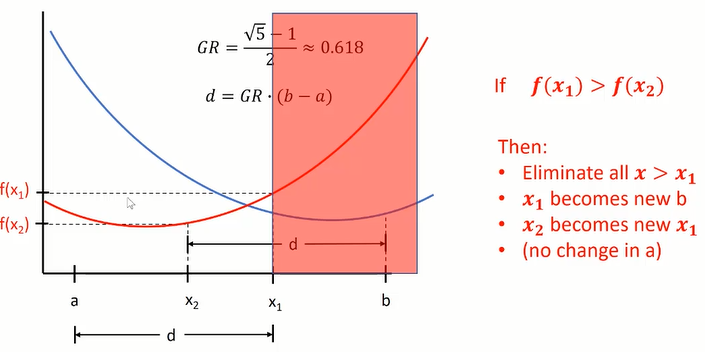 GR = (√5 − 1)/2 ≈ 0.618
d = GR · (b − a)
If f(x₁) > f(x₂)
Then:
• Eliminate all x > x₁
• x₁ becomes new b
• x₂ becomes new x₁
• (no change in a)
f(x₁)
f(x₂)
d
a x₂ x₁ b
d